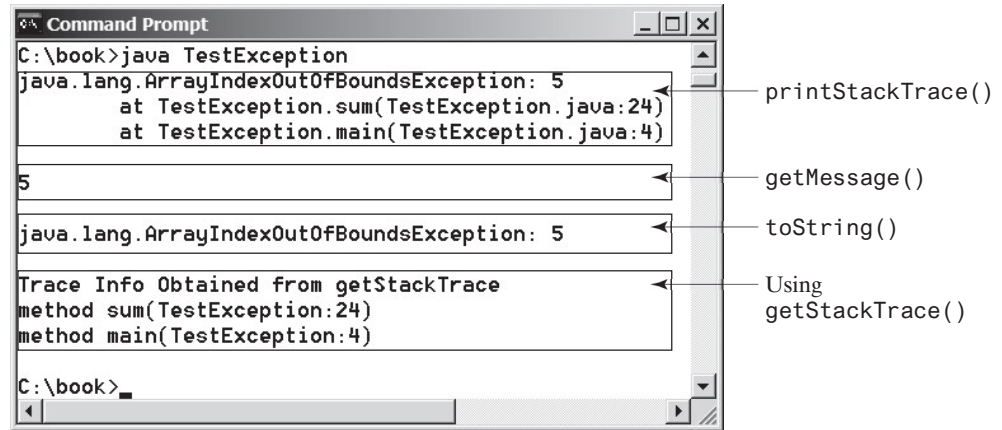 Command Prompt
C:\book>java TestException
java.lang.ArrayIndexOutOfBoundsException: 5
at TestException.sum(TestException.java:24)
at TestException.main(TestException.java:4)
printStackTrace()
5
getMessage()
java.lang.ArrayIndexOutOfBoundsException: 5
toString()
Trace Info Obtained from getStackTrace
method sum(TestException:24)
method main(TestException:4)
Using
getStackTrace()
C:\book>_